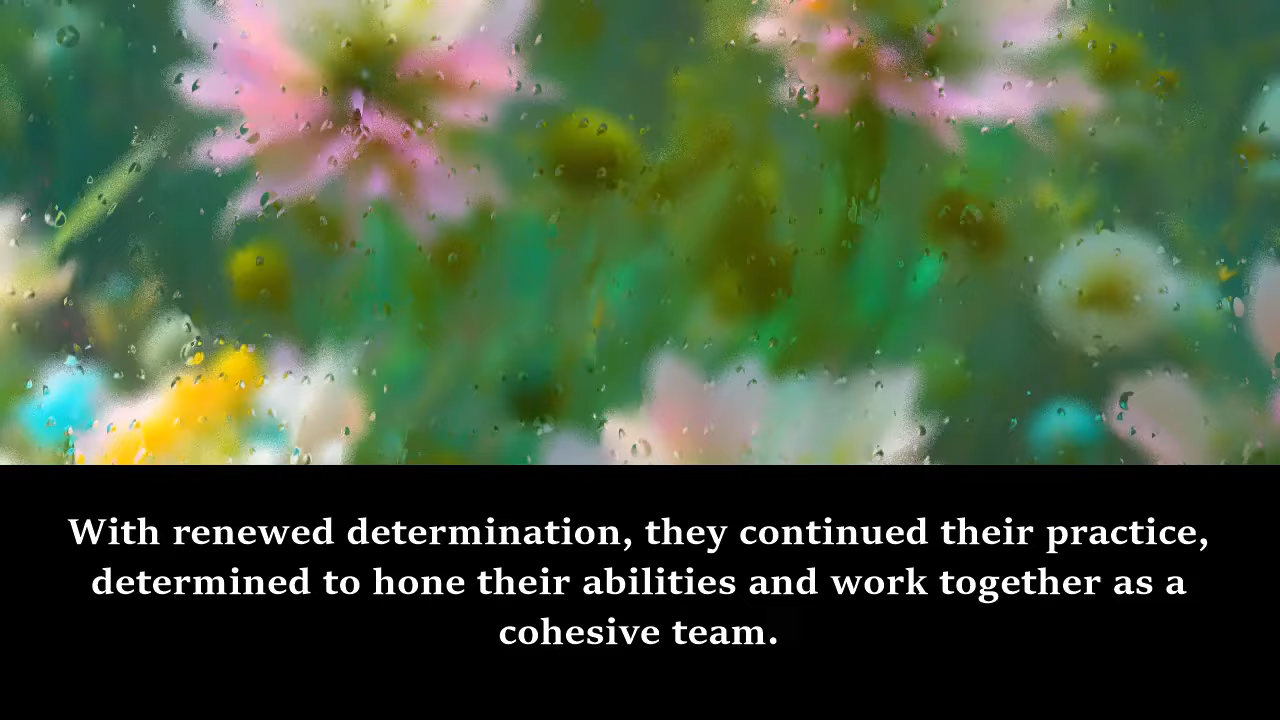 With renewed determination, they continued their practice,
determined to hone their abilities and work together as a
cohesive team.